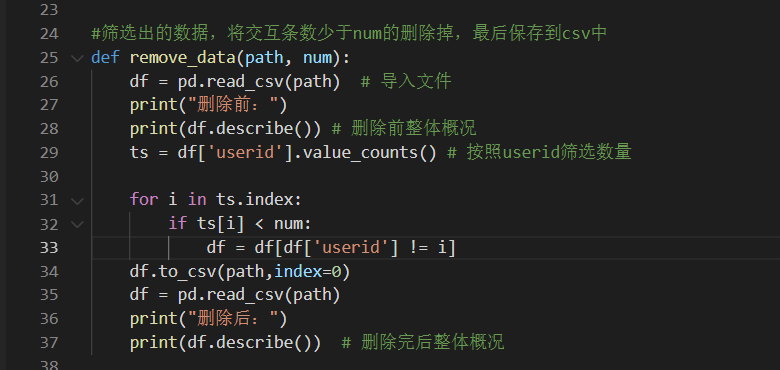 23
24 #筛选出的数据，将交互条数少于num的删除掉，最后保存到csv中
25 def remove_data(path, num):
26     df = pd.read_csv(path)  # 导入文件
27     print("删除前：")
28     print(df.describe()) # 删除前整体概况
29     ts = df['userid'].value_counts() # 按照userid筛选数量
30
31     for i in ts.index:
32         if ts[i] < num:
33             df = df[df['userid'] != i]
34     df.to_csv(path,index=0)
35     df = pd.read_csv(path)
36     print("删除后：")
37     print(df.describe())  # 删除完后整体概况
38